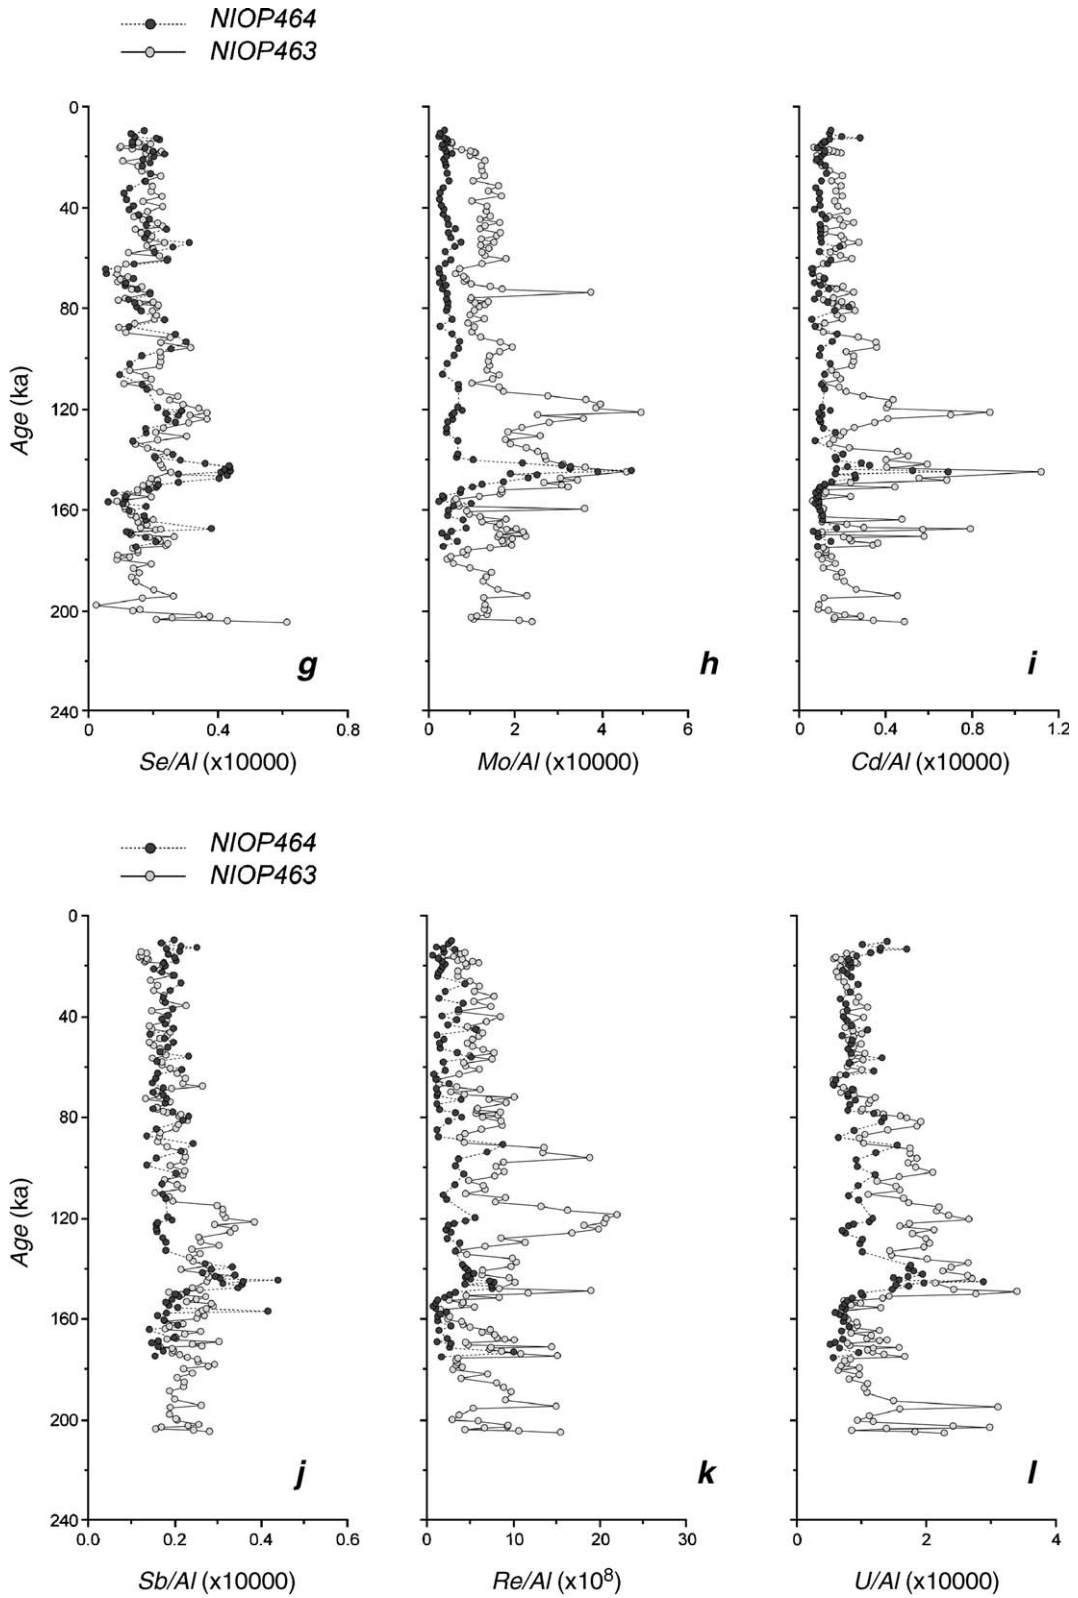 NIOP464
NIOP463
0
40
80
120
160
200
240
Age (ka)
0 0.4 0.8
0 2 4 6
0 0.4 0.8 1.2
g
h
i
Se/Al (x10000)
Mo/Al (x10000)
Cd/Al (x10000)
NIOP464
NIOP463
0
40
80
120
160
200
240
Age (ka)
j
k
l
0.0 0.2 0.4 0.6
0 10 20 30
0 2 4
Sb/Al (x10000)
Re/Al (x10⁸)
U/Al (x10000)